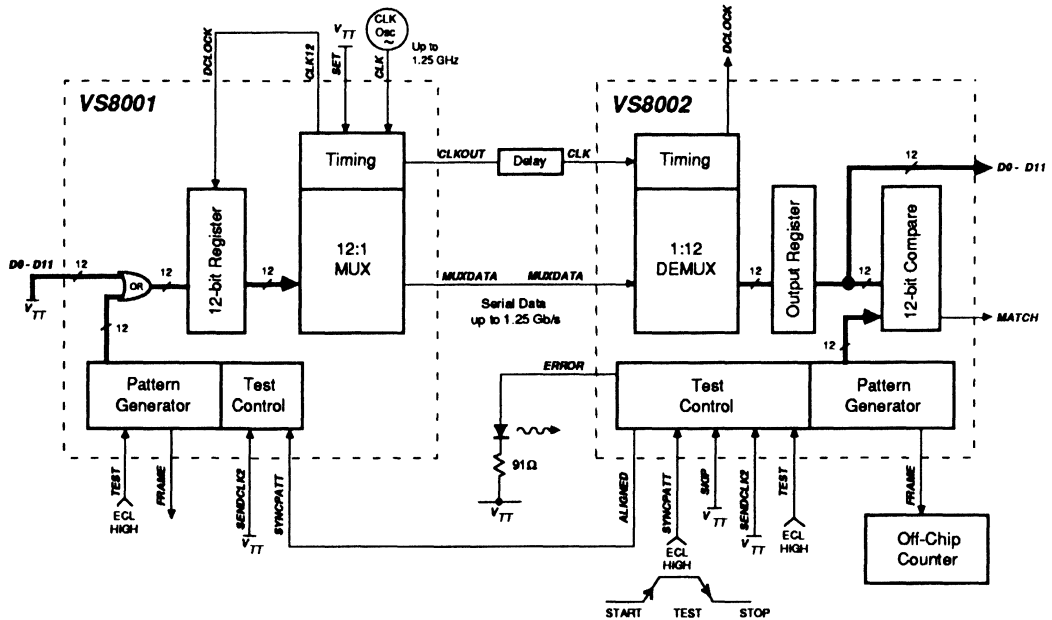 VS8001
DCLOCK
CLK12
VTT
SET
CLK
Osc
~
CLK
Up to
1.25 GHz
Timing
12:1
MUX
12-bit Register
D0 - D11
12
VTT
OR
12
12
12
Pattern
Generator
Test
Control
TEST
ECL
HIGH
FRAME
SENDCLK2
VTT
SYNCPATT
CLKOUT
Delay
CLK
MUXDATA
MUXDATA
Serial Data
up to 1.25 Gb/s
ERROR
91Ω
VTT
VS8002
DCLOCK
Timing
1:12
DEMUX
12
Output Register
12
D0 - D11
12
12-bit Compare
MATCH
12
Test
Control
Pattern
Generator
ALIGNED
SYNCPATT
ECL
HIGH
SKIP
VTT
SENDCLK2
VTT
TEST
ECL
HIGH
FRAME
Off-Chip
Counter
START
TEST
STOP